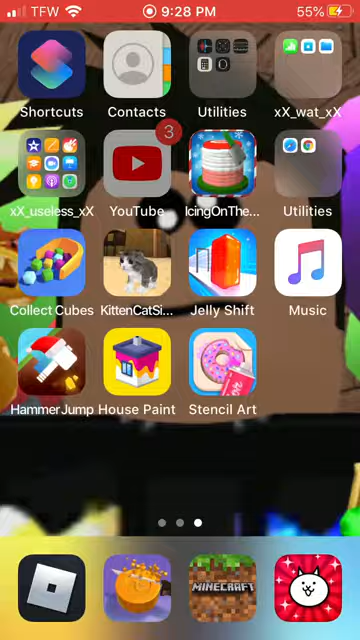 TFW 9:28 PM 55%
Shortcuts Contacts Utilities xX_wat_xX
3
xX_useless_xX YouTube IcingOnThe... Utilities
Collect Cubes KittenCatSi... Jelly Shift Music
HammerJump House Paint Stencil Art
MINECRAFT